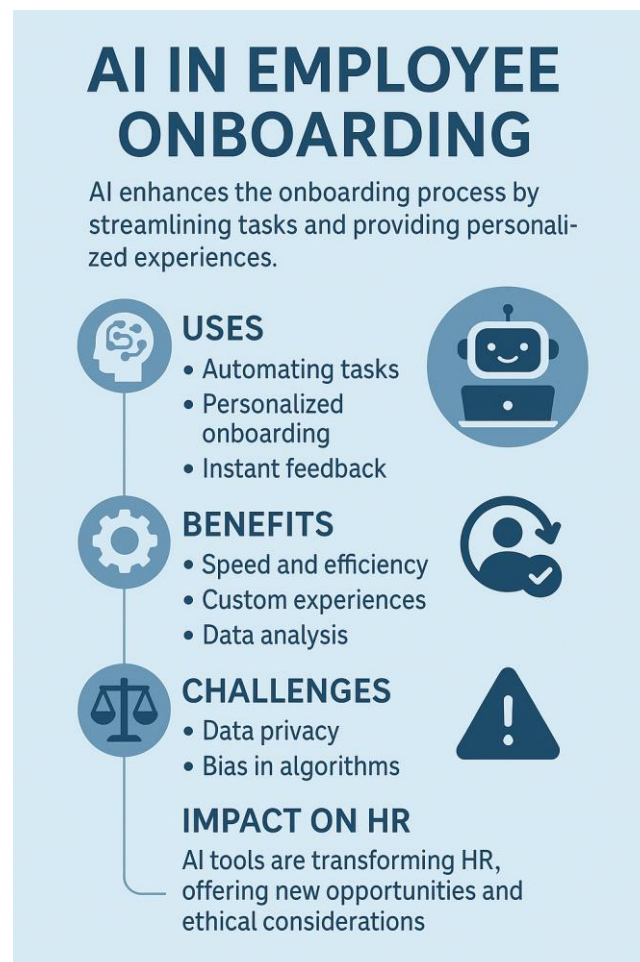 AI IN EMPLOYEE
ONBOARDING
AI enhances the onboarding process by
streamlining tasks and providing personali-
zed experiences.
USES
• Automating tasks
• Personalized
onboarding
• Instant feedback
BENEFITS
• Speed and efficiency
• Custom experiences
• Data analysis
CHALLENGES
• Data privacy
• Bias in algorithms
IMPACT ON HR
AI tools are transforming HR,
offering new opportunities and
ethical considerations